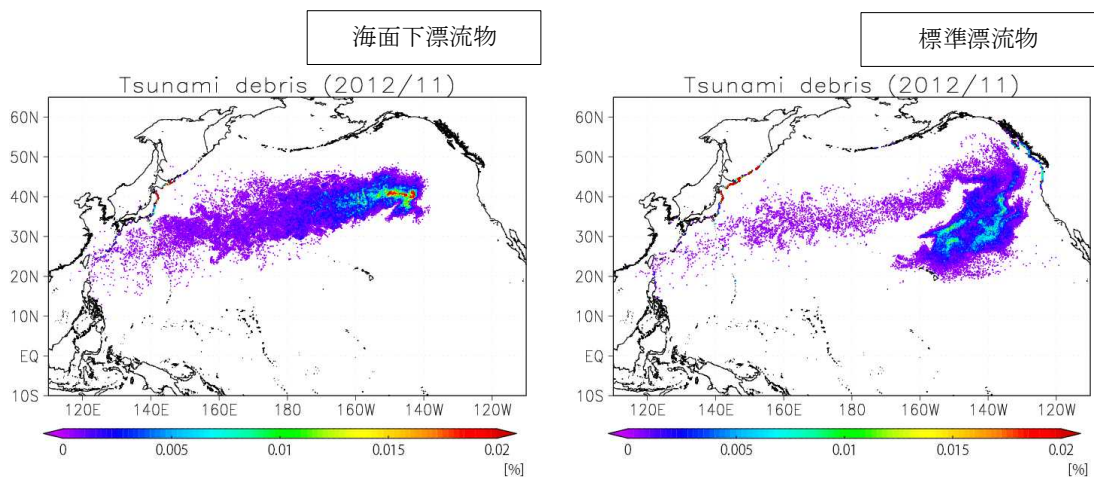 海面下漂流物
Tsunami debris (2012/11)
60N
50N
40N
30N
20N
10N
EQ
10S
120E 140E 160E 180 160W 140W 120W
0 0.005 0.01 0.015 0.02
[%]
標準漂流物
Tsunami debris (2012/11)
60N
50N
40N
30N
20N
10N
EQ
10S
120E 140E 160E 180 160W 140W 120W
0 0.005 0.01 0.015 0.02
[%]